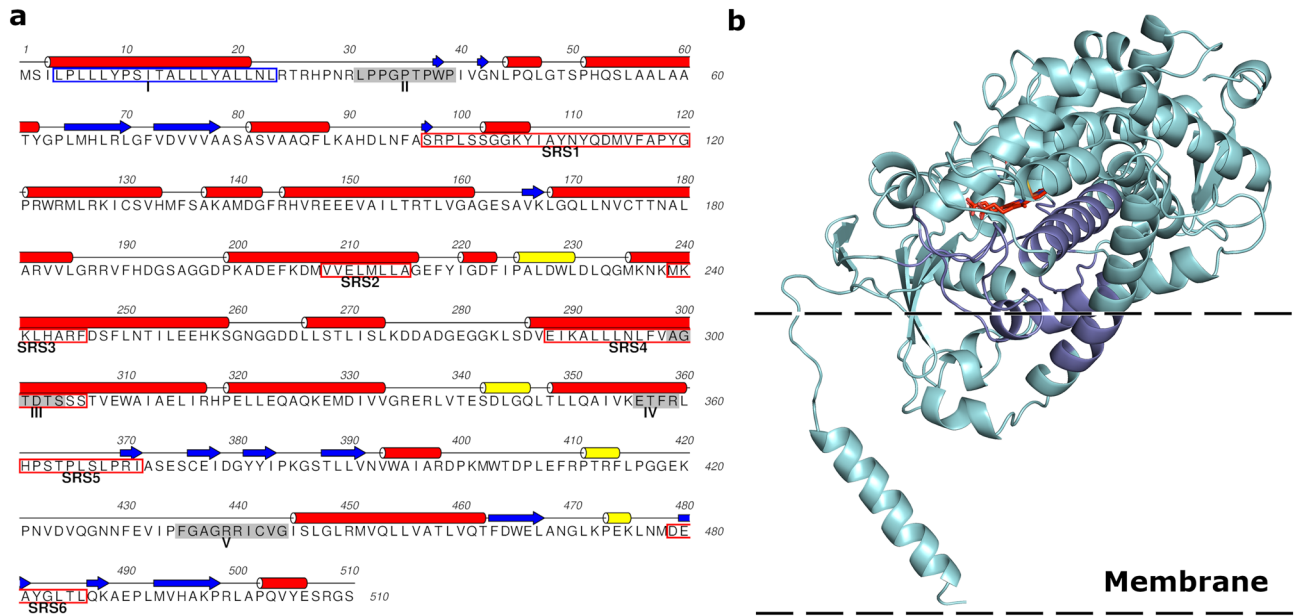 a
1 10 20 30 40 51 60
MSILPLLLYPSITALLLYALLNLRTRHPNRLPPGPTPWPIVGNLPQLGTSPHQSLAALAA 60
I II
70 80 90 100 110 120
TYGPLMHLRLGFVDVVVAASASVAAQFLKAHDLNFASRPLSSGGKYIAYNYQDMVFAPYG 120
SRS1
130 140 150 160 170 180
PRWRMLRKICSVHMFSAKAMDGFRHVREEEVAILTRTLVGAGESAVKLGQLLNVCTTNAL 180
190 200 210 220 230 240
ARVVLGRRVFHDGSAGGDPKADEFKDMVVELMLLAGEFYIGDFIPALDWLDLQGMKNKMK 240
SRS2
250 260 270 280 290 300
KLHARFDSFLNTILEEHKSGNGGDDLLSTLISLKDDADGEGGKLSDVEIKALLLNLFVAG 300
SRS3 SRS4
310 320 330 340 350 360
TDTSSSTVEWAIAELIRHPELLEQAQKEMDIVVGRERLVTESDLGQLTLLQAIVKETFRL 360
III IV
370 380 390 400 410 420
HPSTPLSLPRIASESCEIDGYYIPKGSTLLVNVWAIARDPKMWTDPLEFRPTRFLPGGEK 420
SRS5
430 440 450 460 470 480
PNVDVQGNNFEVIPFGAGRRICVGISLGLRMVQLLVATLVQTFDWELANGLKPEKLNMDE 480
V
490 500 510
AYGLTLQKAEPLMVHAKPRLAPQVYESRGS 510
SRS6
b
Membrane